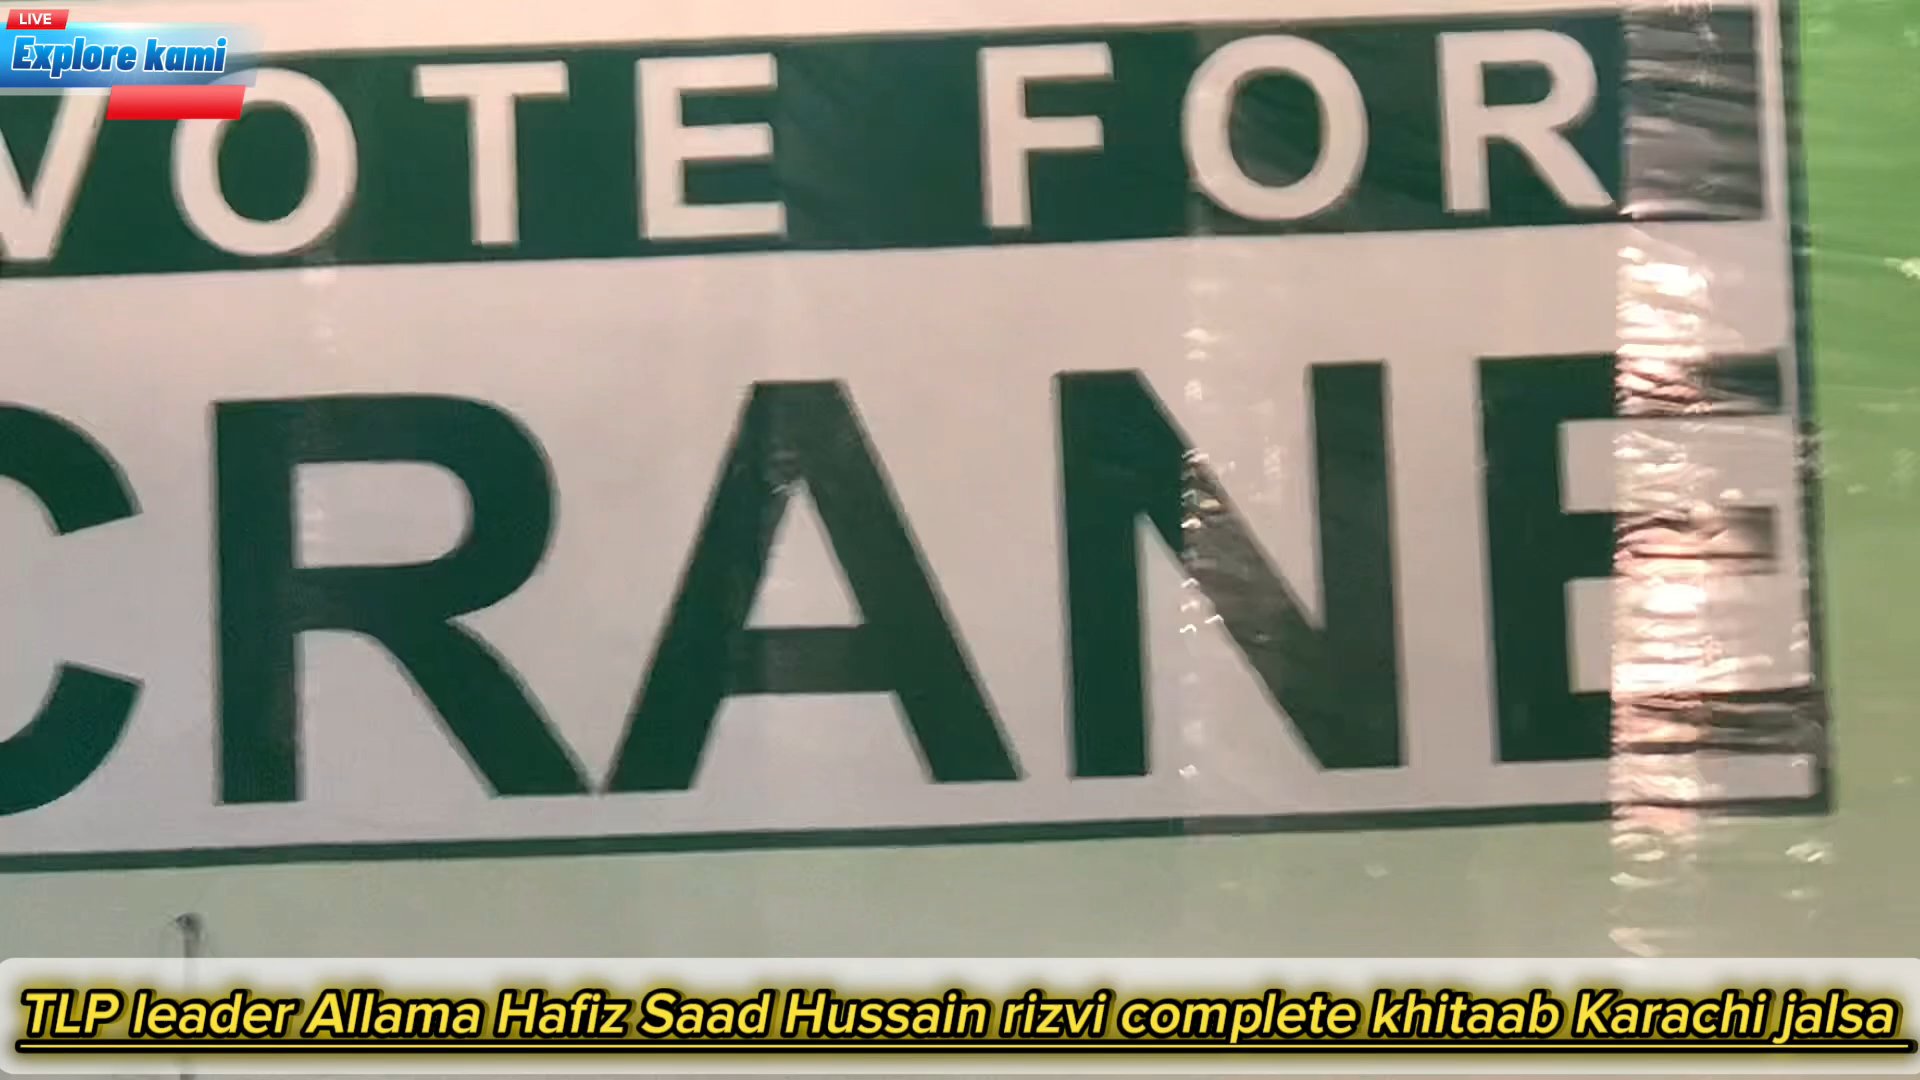 LIVE
Explore kami
VOTE FOR
CRANE
TLP leader Allama Hafiz Saad Hussain rizvi complete khitaab Karachi jalsa